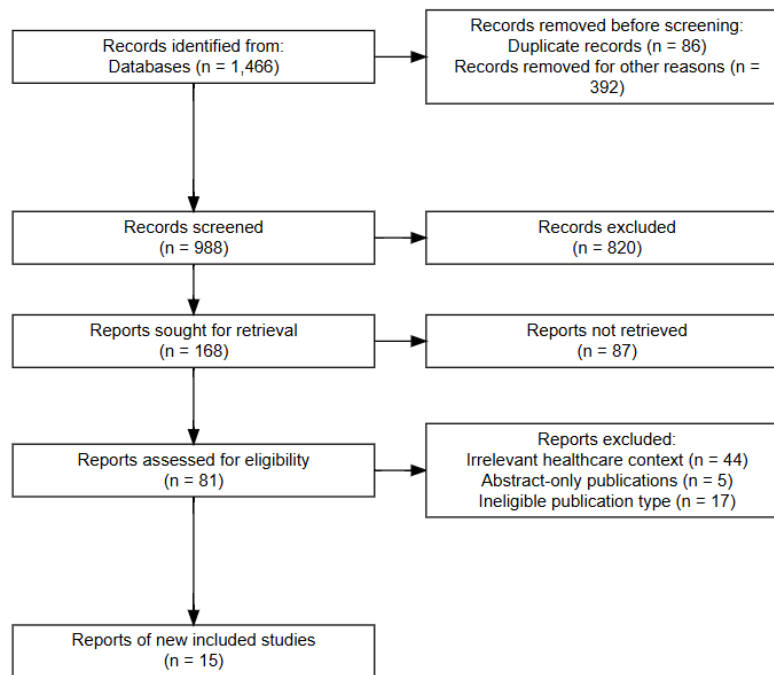 Records identified from:
Databases (n = 1,466)
Records removed before screening:
Duplicate records (n = 86)
Records removed for other reasons (n =
392)
Records screened
(n = 988)
Records excluded
(n = 820)
Reports sought for retrieval
(n = 168)
Reports not retrieved
(n = 87)
Reports assessed for eligibility
(n = 81)
Reports excluded:
Irrelevant healthcare context (n = 44)
Abstract-only publications (n = 5)
Ineligible publication type (n = 17)
Reports of new included studies
(n = 15)